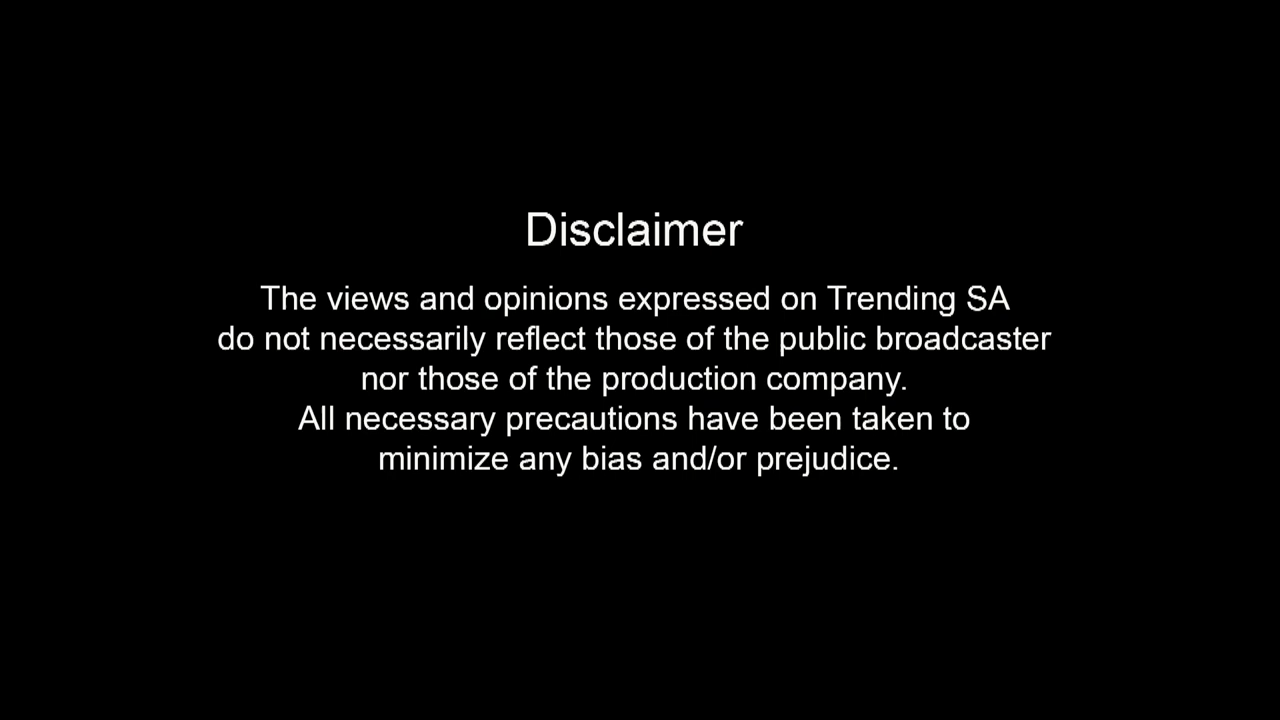 Disclaimer
The views and opinions expressed on Trending SA
do not necessarily reflect those of the public broadcaster
nor those of the production company.
All necessary precautions have been taken to
minimize any bias and/or prejudice.